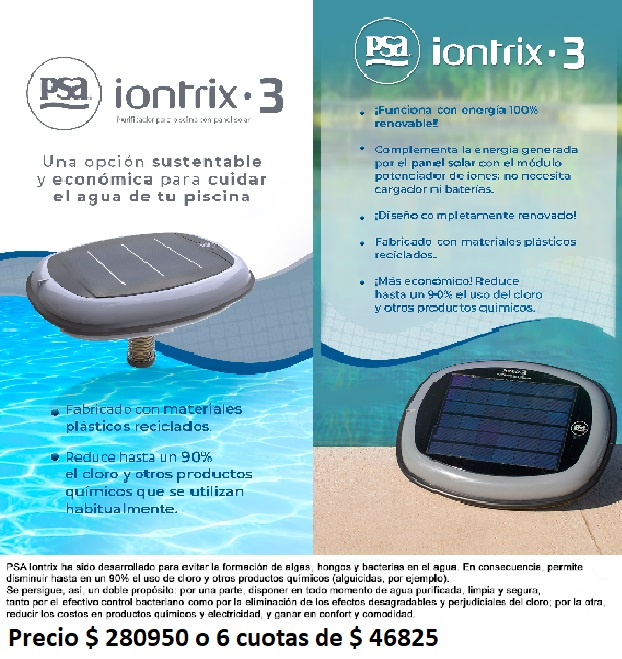 psa iontrix·3
Purificador para piscina con panel solar
Una opción sustentable
y económica para cuidar
el agua de tu piscina
• Fabricado con materiales
plásticos reciclados.
• Reduce hasta un 90%
el cloro y otros productos
químicos que se utilizan
habitualmente.
psa iontrix·3
• ¡Funciona con energía 100%
renovable!!
• Complementa la energía generada
por el panel solar con el módulo
potenciador de iones: no necesita
cargador ni baterías.
• ¡Diseño completamente renovado!
• Fabricado con materiales plásticos
reciclados.
• ¡Más económico! Reduce
hasta un 90% el uso del cloro
y otros productos químicos.
iontrix·3
psa
PSA Iontrix ha sido desarrollado para evitar la formación de algas, hongos y bacterias en el agua. En consecuencia, permite
disminuir hasta en un 90% el uso de cloro y otros productos químicos (alguicidas, por ejemplo).
Se persigue, así, un doble propósito: por una parte, disponer en todo momento de agua purificada, limpia y segura,
tanto por el efectivo control bacteriano como por la eliminación de los efectos desagradables y perjudiciales del cloro; por la otra,
reducir los costos en productos químicos y electricidad, y ganar en confort y comodidad.
Precio $ 280950 o 6 cuotas de $ 46825